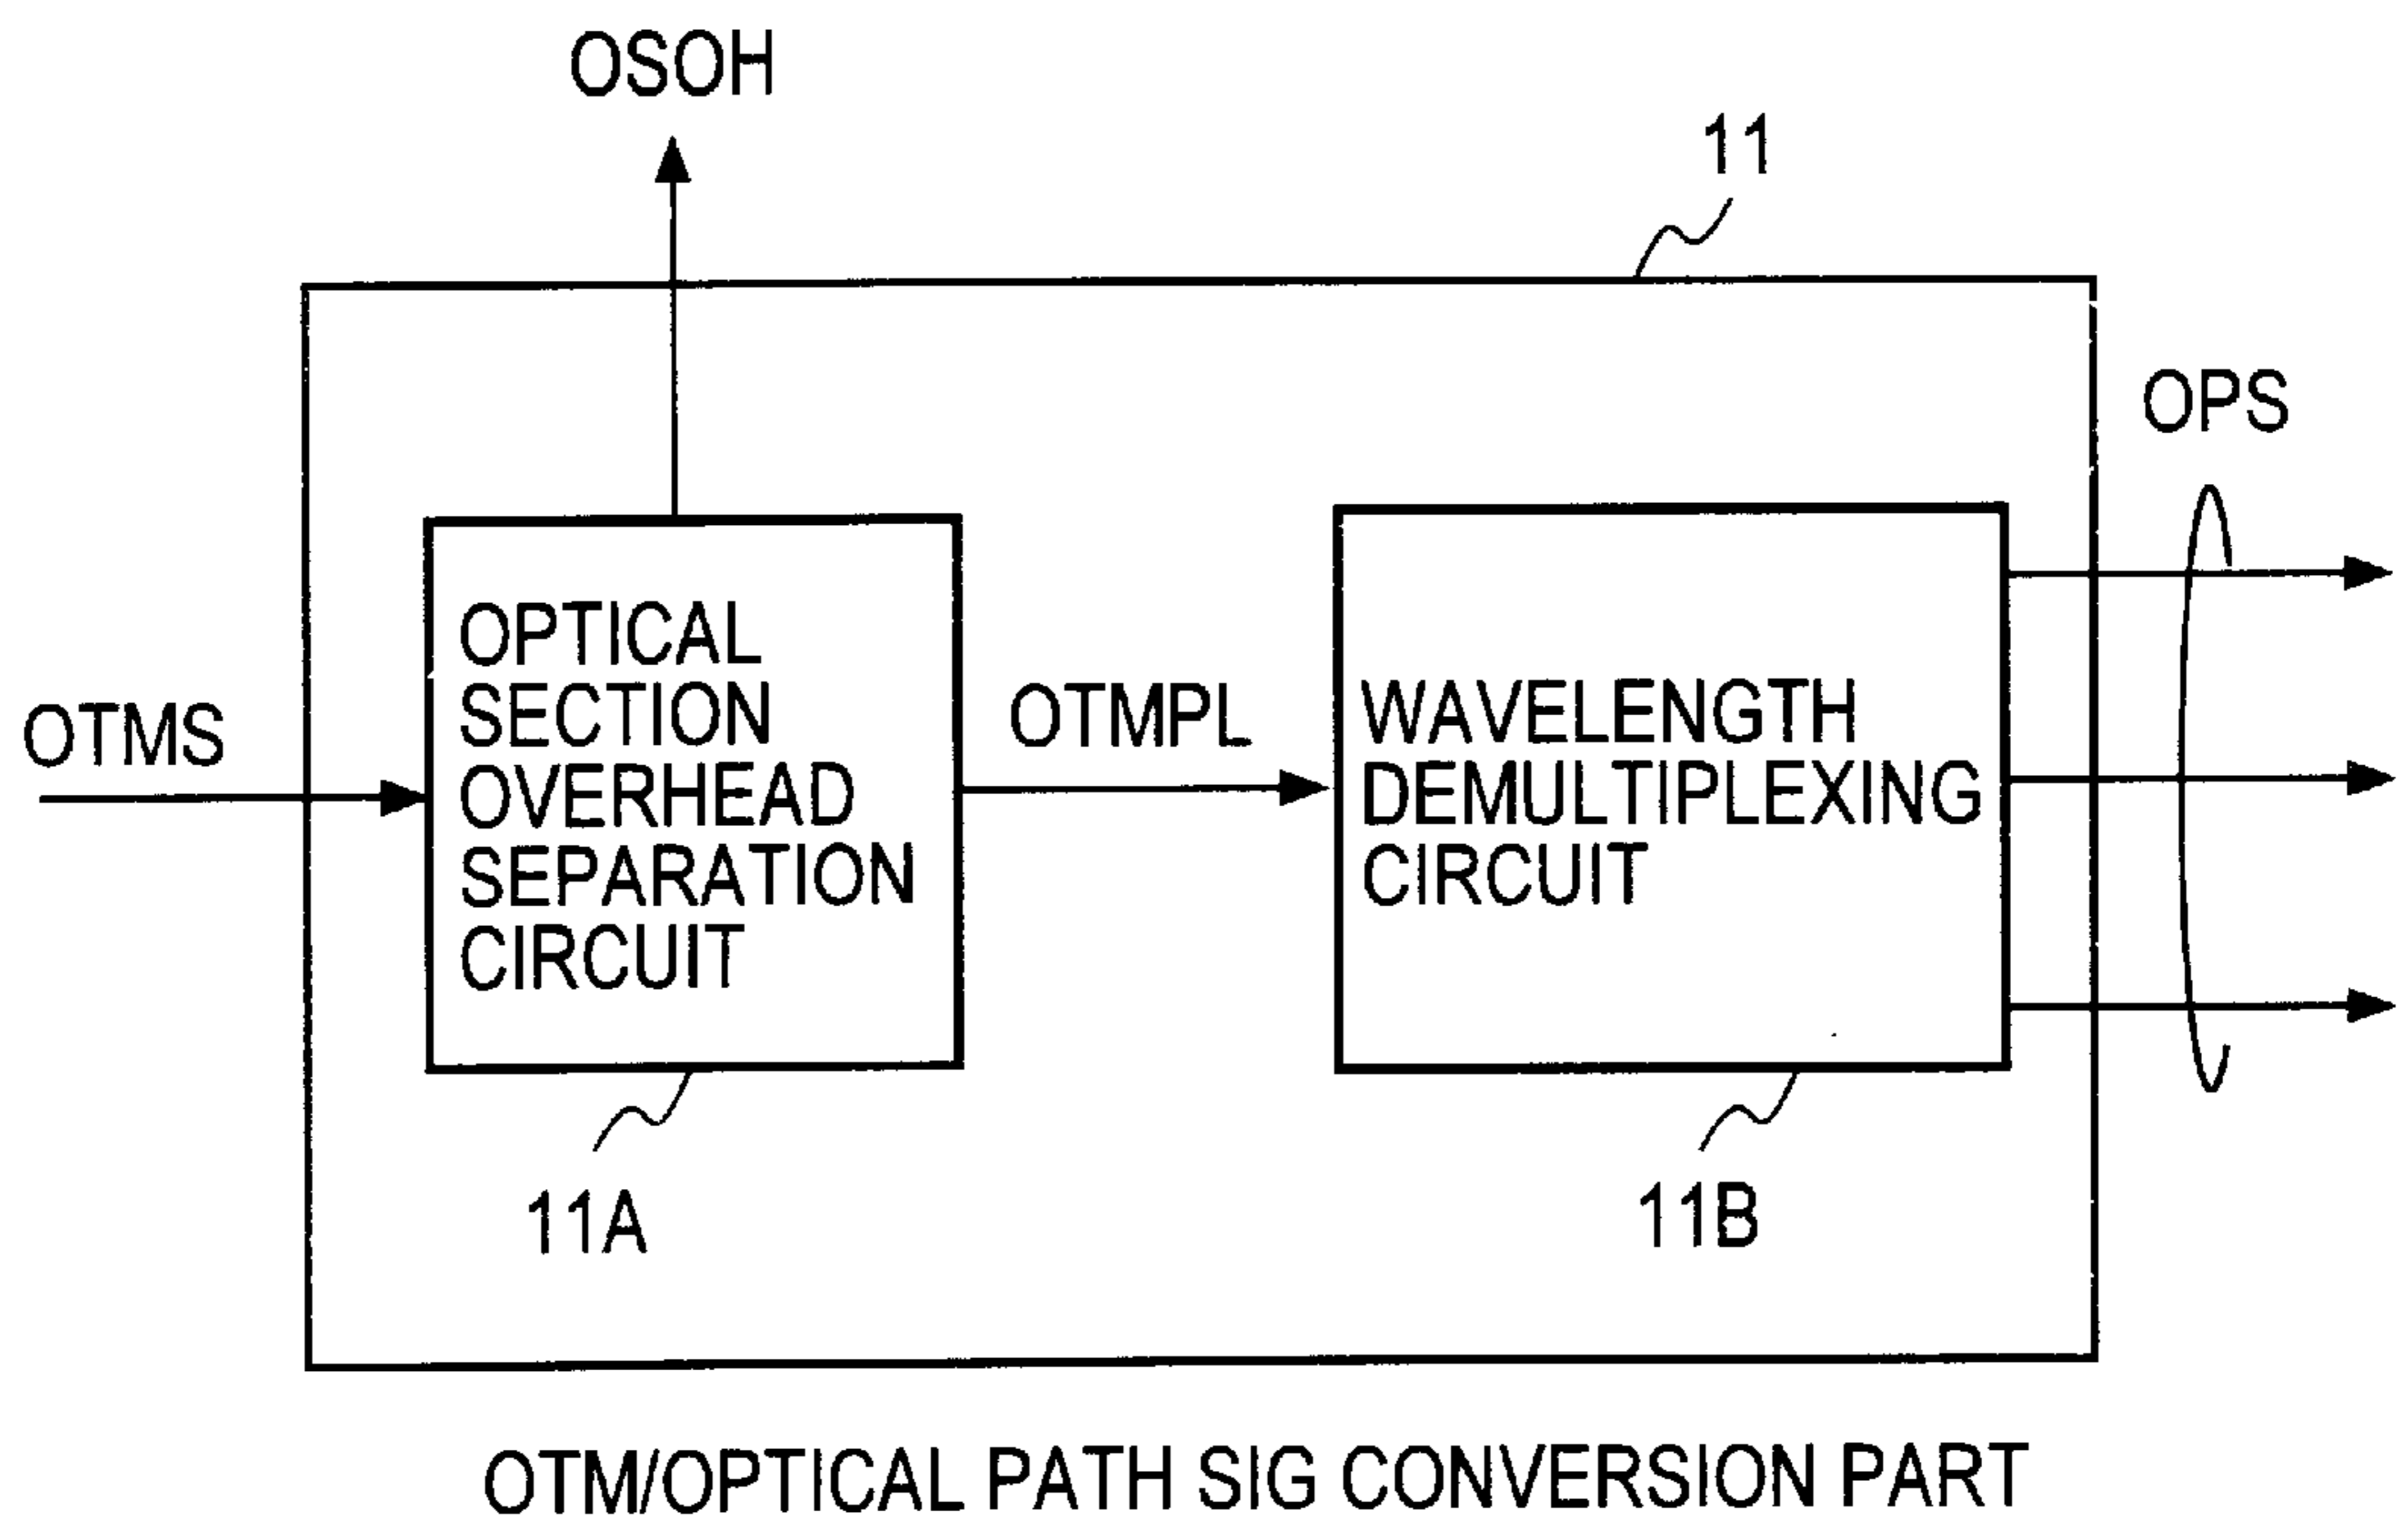 OSOH
11
OPS
OTMS
OPTICAL
SECTION
OVERHEAD
SEPARATION
CIRCUIT
OTMPL
WAVELENGTH
DEMULTIPLEXING
CIRCUIT
11A
11B
OTM/OPTICAL PATH SIG CONVERSION PART